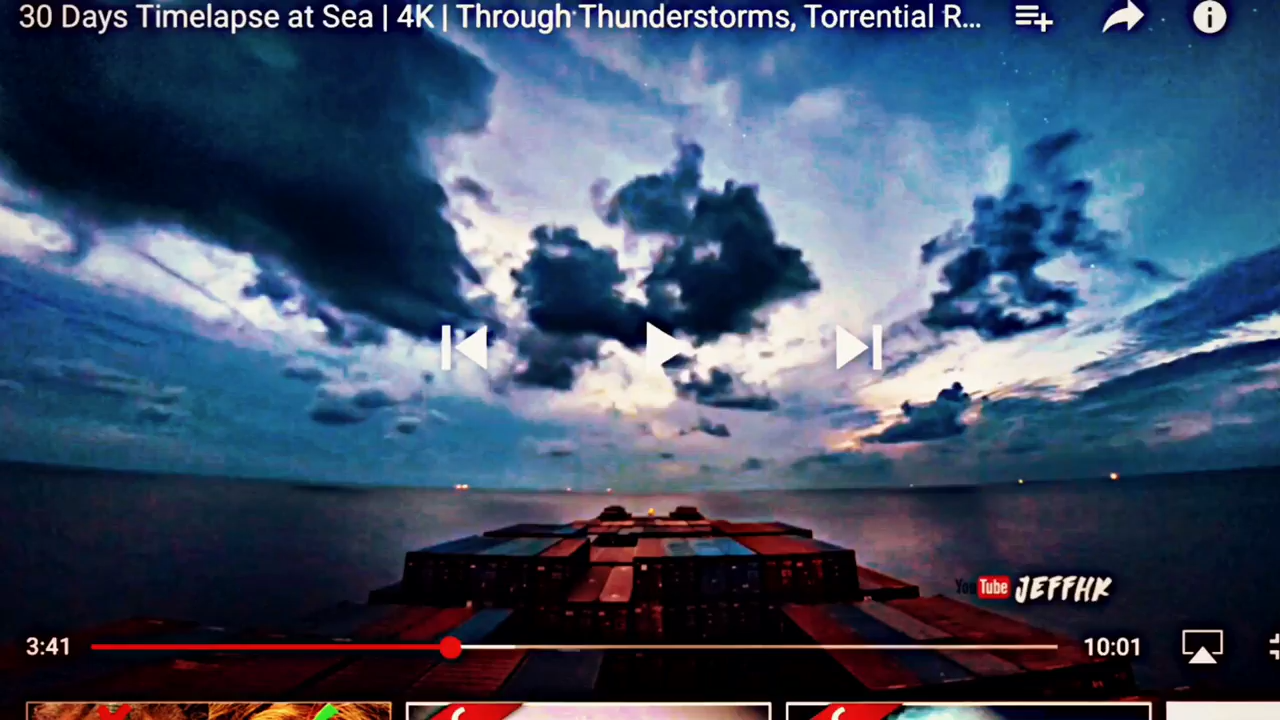 30 Days Timelapse at Sea | 4K | Through Thunderstorms, Torrential R...
YouTube JEFFHK
3:41
10:01